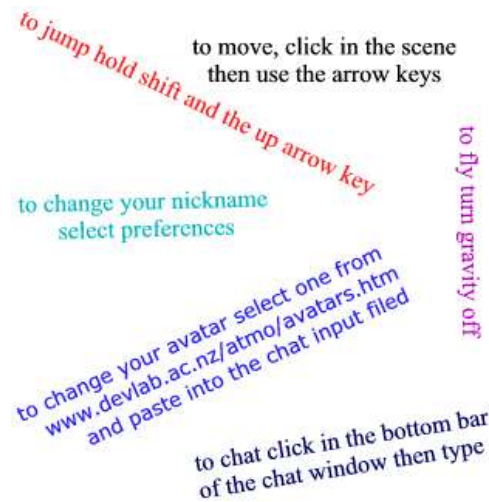 to jump hold shift and the up arrow key
to move, click in the scene
then use the arrow keys
to fly turn gravity off
to change your nickname
select preferences
to change your avatar select one from
www.devlab.ac.nz/atmo/avatars.htm
and paste into the chat input filed
to chat click in the bottom bar
of the chat window then type